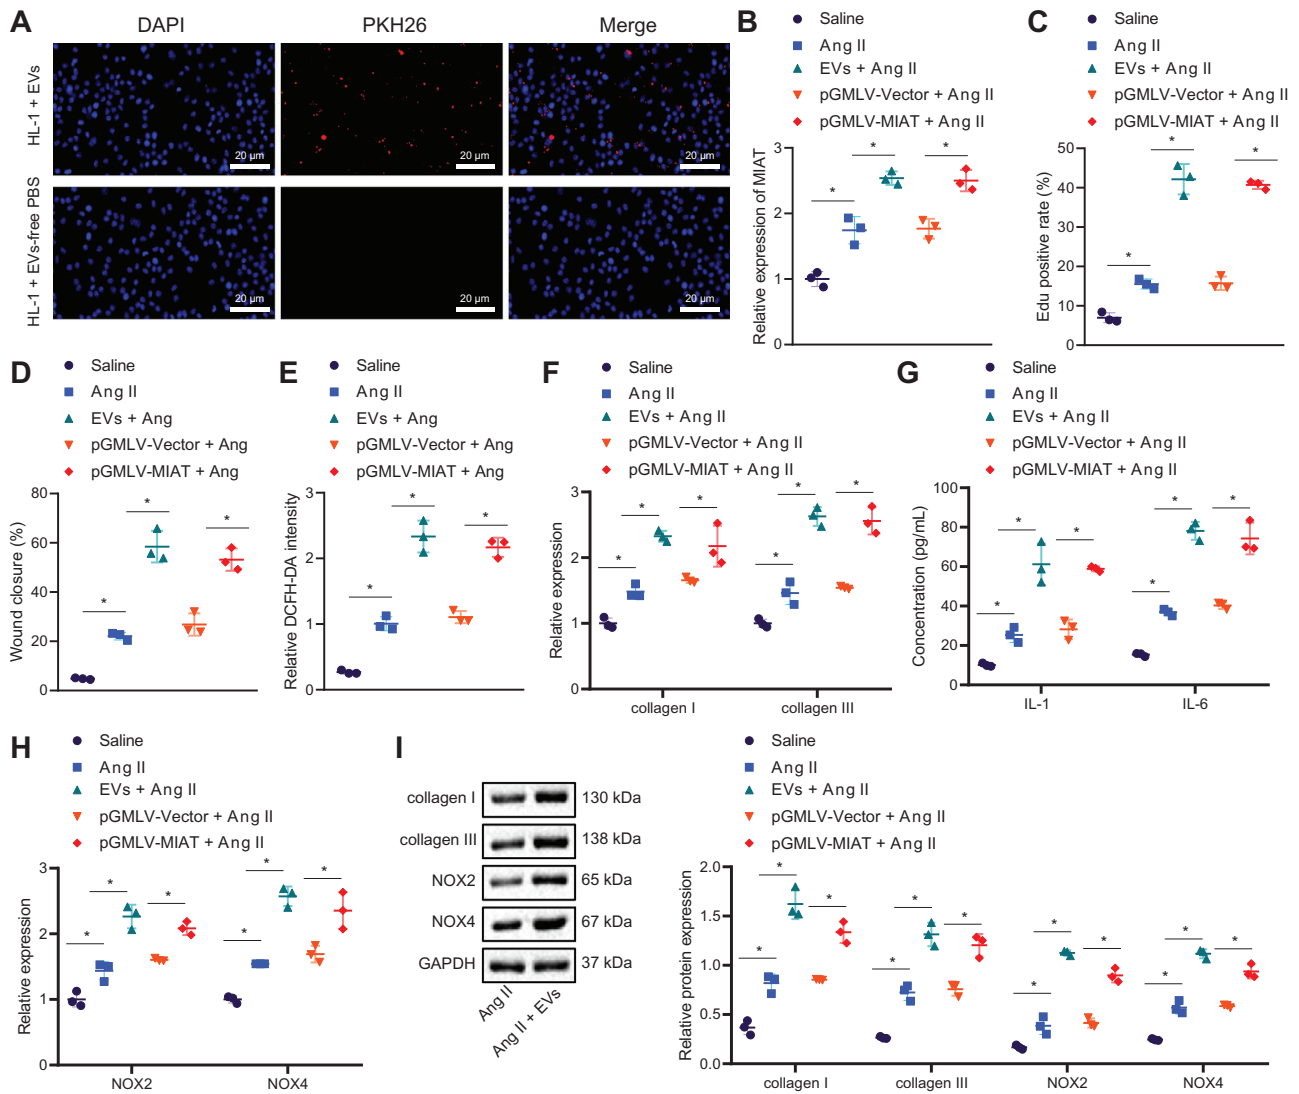 A
DAPI
PKH26
Merge
HL-1 + EVs
20 µm
20 µm
20 µm
HL-1 + EVs-free PBS
20 µm
20 µm
20 µm
B
Saline
Ang II
EVs + Ang II
pGMLV-Vector + Ang II
pGMLV-MIAT + Ang II
Relative expression of MIAT
3
2
1
0
* * *
C
Saline
Ang II
EVs + Ang II
pGMLV-Vector + Ang II
pGMLV-MIAT + Ang II
Edu positive rate (%)
50
40
30
20
10
0
* * *
D
Saline
Ang II
EVs + Ang
pGMLV-Vector + Ang
pGMLV-MIAT + Ang
Wound closure (%)
80
60
40
20
0
* * *
E
Saline
Ang II
EVs + Ang
pGMLV-Vector + Ang
pGMLV-MIAT + Ang
Relative DCFH-DA intensity
3
2
1
0
* * *
F
Saline
Ang II
EVs + Ang II
pGMLV-Vector + Ang II
pGMLV-MIAT + Ang II
Relative expression
3
2
1
0
* * * * * *
collagen I
collagen III
G
Saline
Ang II
EVs + Ang II
pGMLV-Vector + Ang II
pGMLV-MIAT + Ang II
Concentration (pg/mL)
100
80
60
40
20
0
* * * * * *
IL-1
IL-6
H
Saline
Ang II
EVs + Ang II
pGMLV-Vector + Ang II
pGMLV-MIAT + Ang II
Relative expression
3
2
1
0
* * * * * *
NOX2
NOX4
I
collagen I 130 kDa
collagen III 138 kDa
NOX2 65 kDa
NOX4 67 kDa
GAPDH 37 kDa
Ang II
Ang II + EVs
Saline
Ang II
EVs + Ang II
pGMLV-Vector + Ang II
pGMLV-MIAT + Ang II
Relative protein expression
2.0
1.5
1.0
0.5
0.0
* * * * * * * * * * * *
collagen I
collagen III
NOX2
NOX4